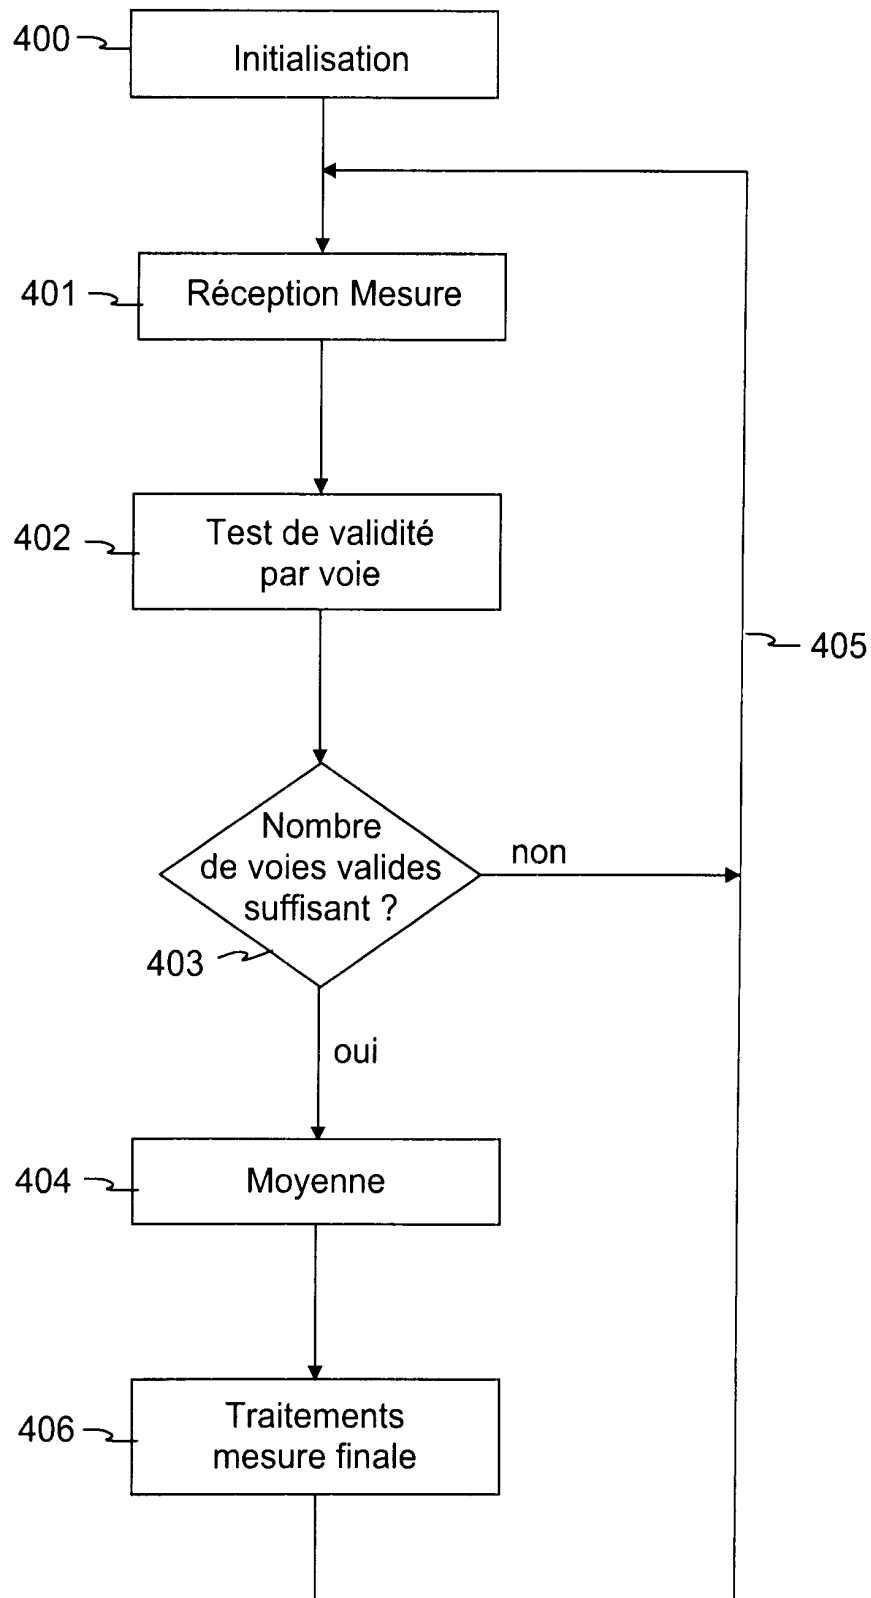 400
Initialisation
401
Réception Mesure
402
Test de validité
par voie
405
Nombre
de voies valides
suffisant ?
non
403
oui
404
Moyenne
406
Traitements
mesure finale